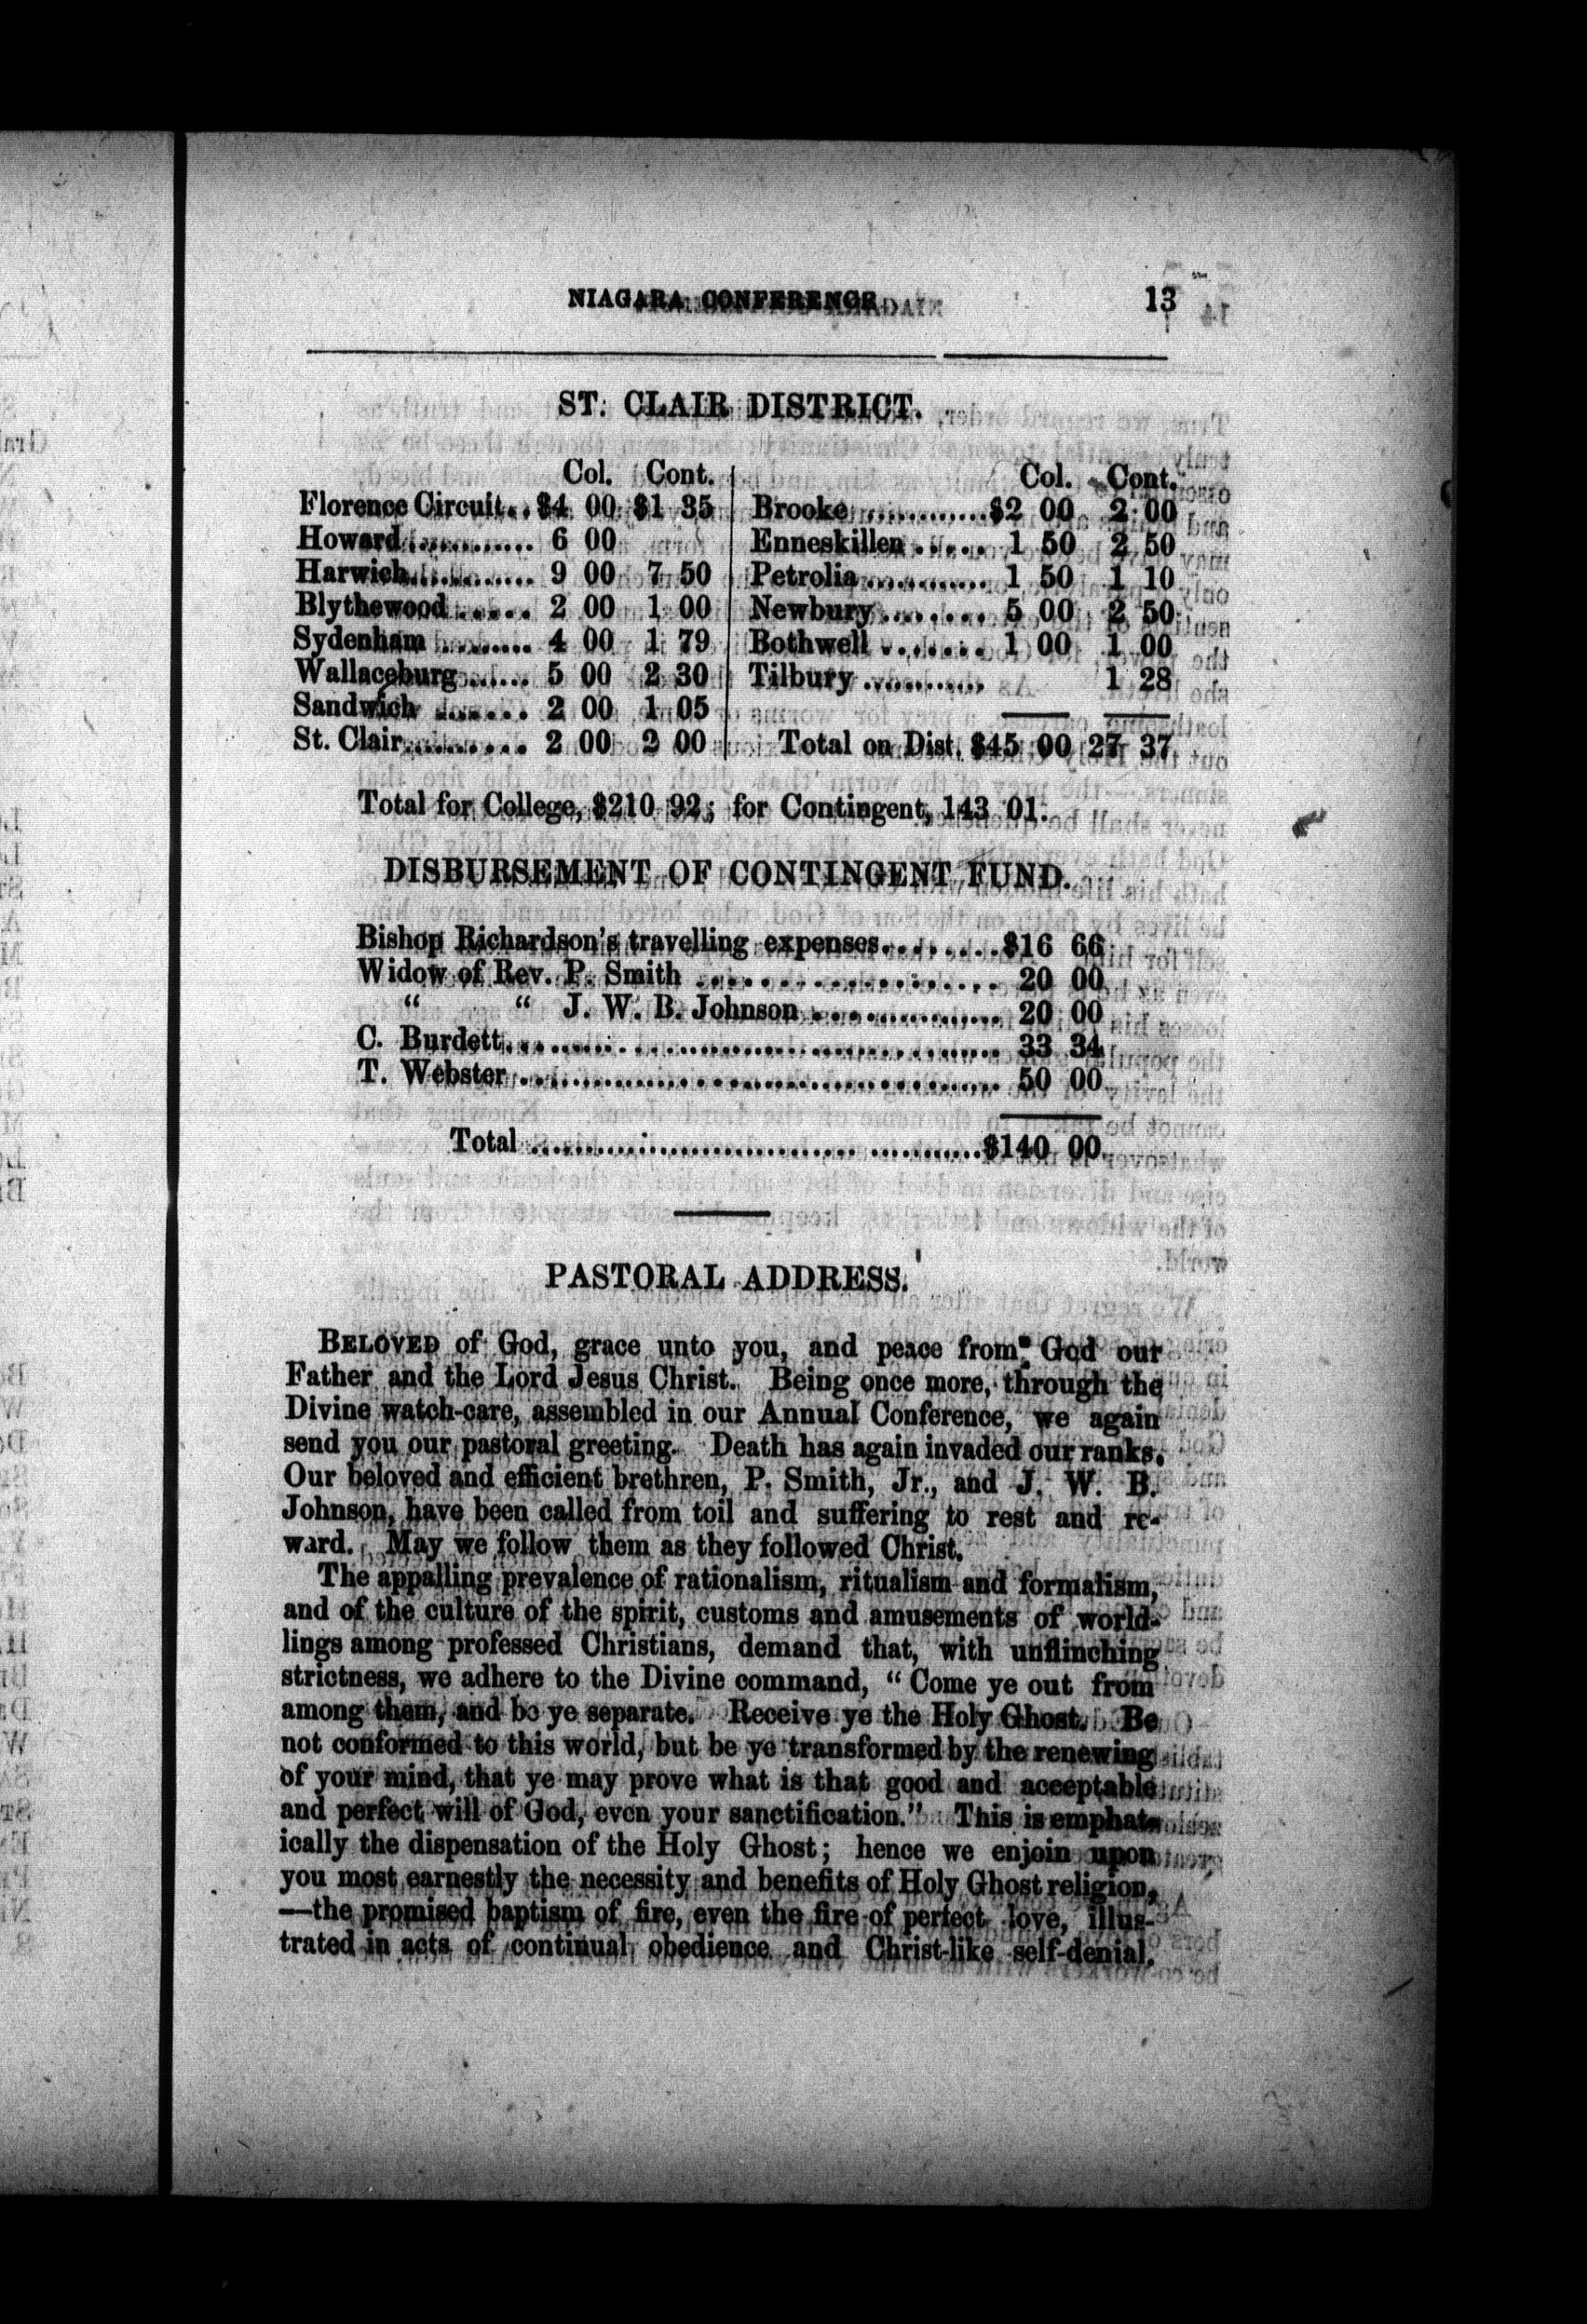 NIAGARA CONFERENCE. 13
ST. CLAIR DISTRICT.
Col. Cont.
Florence Circuit.. $4 00 $1 35
Howard............ 6 00
Harwich............ 9 00 7 50
Blythewood...... 2 00 1 00
Sydenham ......... 4 00 1 79
Wallaceburg...... 5 00 2 30
Sandwich ....... 2 00 1 05
St. Clair.......... 2 00 2 00
Col. Cont.
Brooke ............$2 00 2 00
Enneskillen ..... 1 50 2 50
Petrolia........... 1 50 1 10
Newbury........ 5 00 2 50
Bothwell ....... 1 00 1 00
Tilbury ........... 1 28
Total on Dist. $45 00 27 37
Total for College, $210 92; for Contingent, 143 01.
DISBURSEMENT OF CONTINGENT FUND.
Bishop Richardson's travelling expenses........$16 66
Widow of Rev. P. Smith .................. 20 00
“ “ J. W. B. Johnson ................ 20 00
C. Burdett............................................ 33 34
T. Webster............................................ 50 00
Total .............................................$140 00
PASTORAL ADDRESS.
BELOVED of God, grace unto you, and peace from God our
Father and the Lord Jesus Christ. Being once more, through the
Divine watch-care, assembled in our Annual Conference, we again
send you our pastoral greeting. Death has again invaded our ranks.
Our beloved and efficient brethren, P. Smith, Jr., and J. W. B.
Johnson, have been called from toil and suffering to rest and re-
ward. May we follow them as they followed Christ.
The appalling prevalence of rationalism, ritualism and formalism,
and of the culture of the spirit, customs and amusements of world-
lings among professed Christians, demand that, with unflinching
strictness, we adhere to the Divine command, “ Come ye out from
among them, and be ye separate. Receive ye the Holy Ghost. Be
not conformed to this world, but be ye transformed by the renewing
of your mind, that ye may prove what is that good and acceptable
and perfect will of God, even your sanctification.” This is emphat-
ically the dispensation of the Holy Ghost; hence we enjoin upon
you most earnestly the necessity and benefits of Holy Ghost religion,
—the promised baptism of fire, even the fire of perfect love, illus-
trated in acts of continual obedience and Christ-like self-denial.